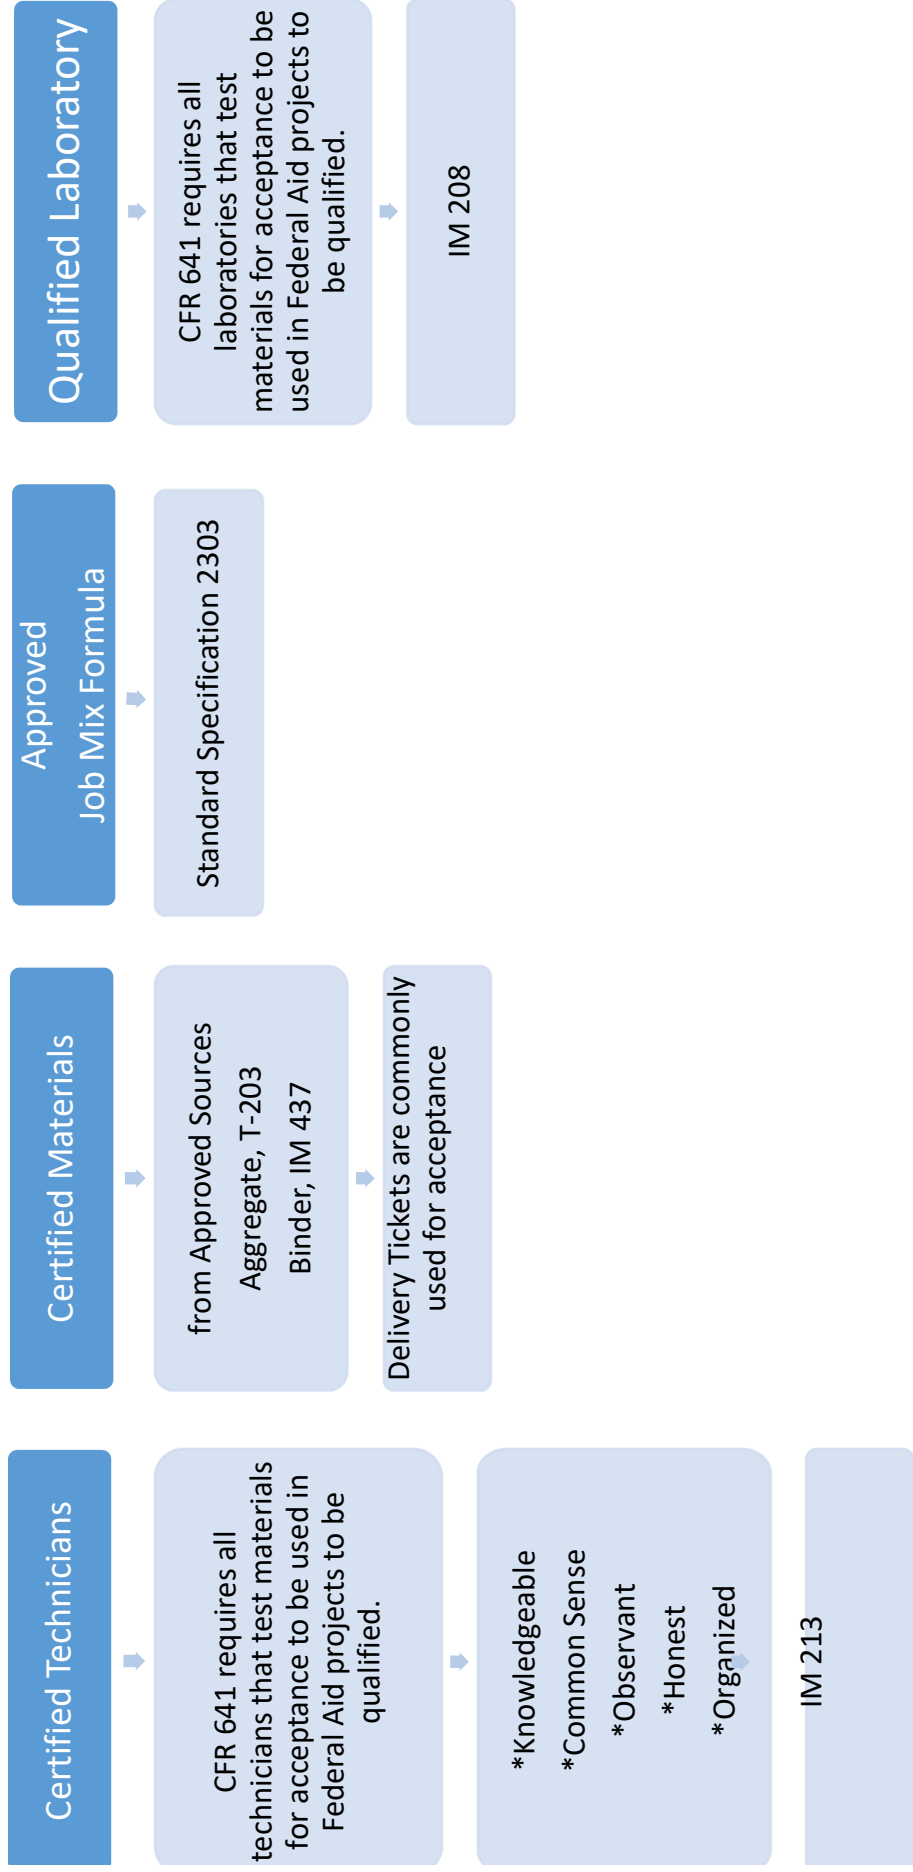 Certified Technicians
CFR 641 requires all
technicians that test materials
for acceptance to be used in
Federal Aid projects to be
qualified.
*Knowledgeable
*Common Sense
*Observant
*Honest
*Organized
IM 213
Certified Materials
from Approved Sources
Aggregate, T-203
Binder, IM 437
Delivery Tickets are commonly
used for acceptance
Approved
Job Mix Formula
Standard Specification 2303
Qualified Laboratory
CFR 641 requires all
laboratories that test
materials for acceptance to be
used in Federal Aid projects to
be qualified.
IM 208